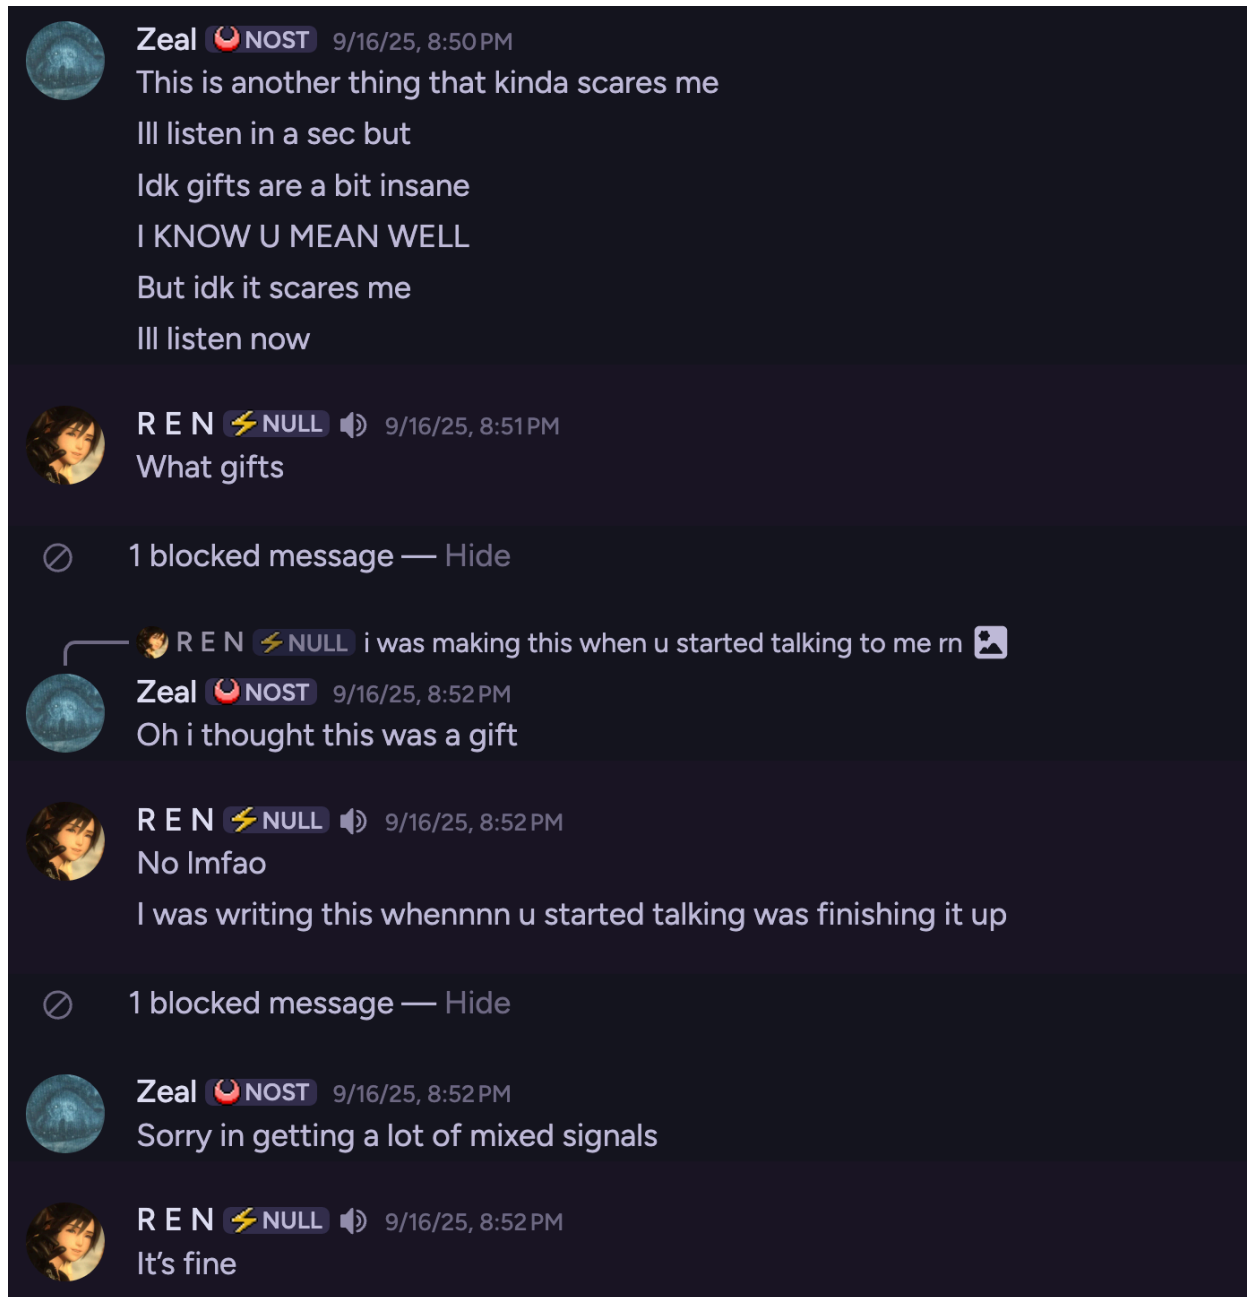 Zeal NOST 9/16/25, 8:50 PM
This is another thing that kinda scares me
Ill listen in a sec but
Idk gifts are a bit insane
I KNOW U MEAN WELL
But idk it scares me
Ill listen now
R E N NULL 9/16/25, 8:51 PM
What gifts
1 blocked message — Hide
R E N NULL i was making this when u started talking to me rn
Zeal NOST 9/16/25, 8:52 PM
Oh i thought this was a gift
R E N NULL 9/16/25, 8:52 PM
No lmfao
I was writing this whennnn u started talking was finishing it up
1 blocked message — Hide
Zeal NOST 9/16/25, 8:52 PM
Sorry in getting a lot of mixed signals
R E N NULL 9/16/25, 8:52 PM
It’s fine